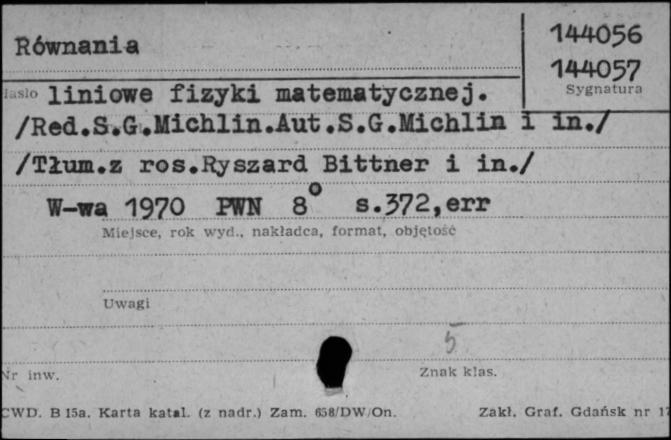 Równania
144056
144057
Sygnatura
Hasło liniowe fizyki matematycznej.
/Red.S.G.Michlin.Aut.S.G.Michlin i in./
/Tłum.z ros.Ryszard Bittner i in./
W-wa 1970 PWN 8° s.372,err
Miejsce, rok wyd., nakładca, format, objętość
Uwagi
5
Nr inw.
Znak klas.
CWD. B 15a. Karta katal. (z nadr.) Zam. 658/DW/On. Zakł. Graf. Gdańsk nr 17